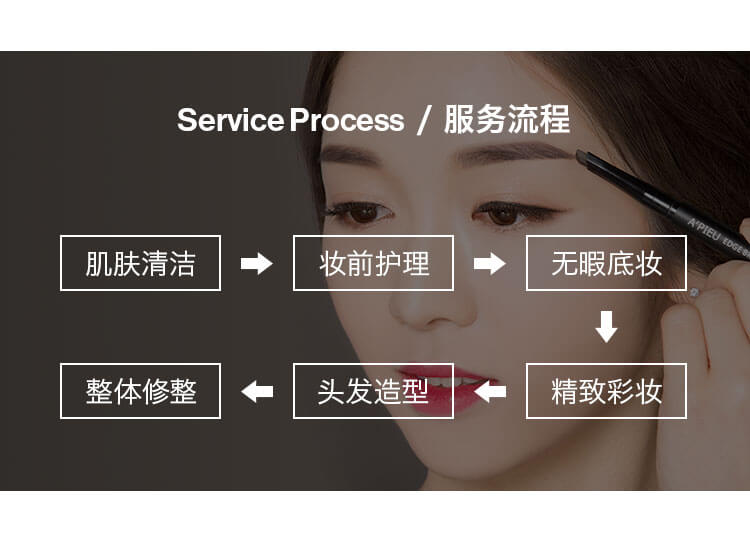 Service Process / 服务流程
A'PIEU
肌肤清洁
妆前护理
无暇底妆
整体修整
头发造型
精致彩妆